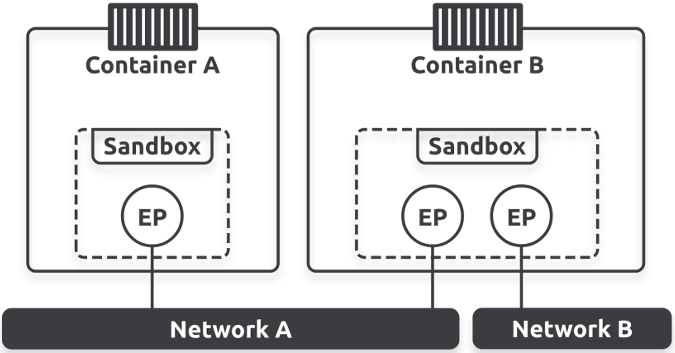 Container A
Container B
Sandbox
Sandbox
EP
EP
EP
Network A
Network B